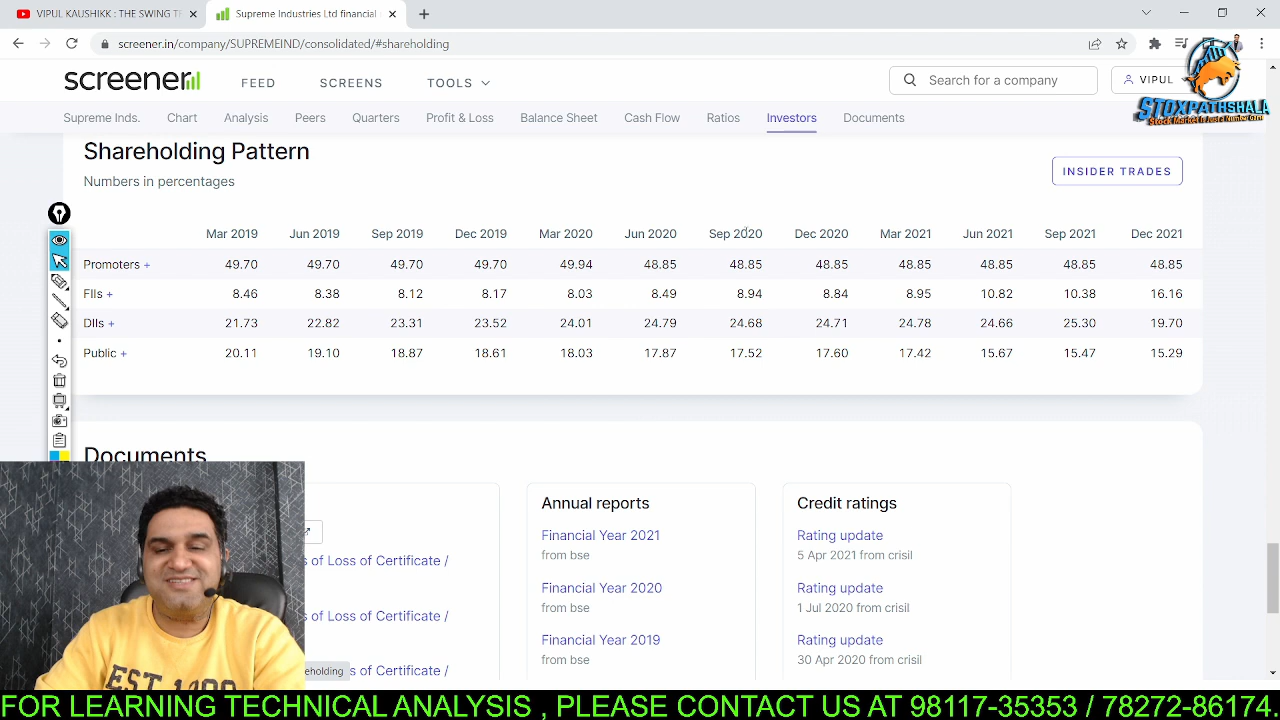 VIPUL KAUSHIKK : THE SWING T
Supreme Industries Ltd financial
screener.in/company/SUPREMEIND/consolidated/#shareholding
screener
FEED
SCREENS
TOOLS
Search for a company
VIPUL
STOXPATHSHALA
Supreme Inds.
Chart
Analysis
Peers
Quarters
Profit & Loss
Balance Sheet
Cash Flow
Ratios
Investors
Documents
Shareholding Pattern
Numbers in percentages
INSIDER TRADES
Mar 2019 Jun 2019 Sep 2019 Dec 2019 Mar 2020 Jun 2020 Sep 2020 Dec 2020 Mar 2021 Jun 2021 Sep 2021 Dec 2021
Promoters + 49.70 49.70 49.70 49.70 49.94 48.85 48.85 48.85 48.85 48.85 48.85 48.85
FIIs + 8.46 8.38 8.12 8.17 8.03 8.49 8.94 8.84 8.95 10.82 10.38 16.16
DIIs + 21.73 22.82 23.31 23.52 24.01 24.79 24.68 24.71 24.78 24.66 25.30 19.70
Public + 20.11 19.10 18.87 18.61 18.03 17.87 17.52 17.60 17.42 15.67 15.47 15.29
Documents
s of Loss of Certificate /
s of Loss of Certificate /
eholding
s of Loss of Certificate /
Annual reports
Financial Year 2021
from bse
Financial Year 2020
from bse
Financial Year 2019
from bse
Credit ratings
Rating update
5 Apr 2021 from crisil
Rating update
1 Jul 2020 from crisil
Rating update
30 Apr 2020 from crisil
FOR LEARNING TECHNICAL ANALYSIS , PLEASE CONTACT US AT 98117-35353 / 78272-86174.